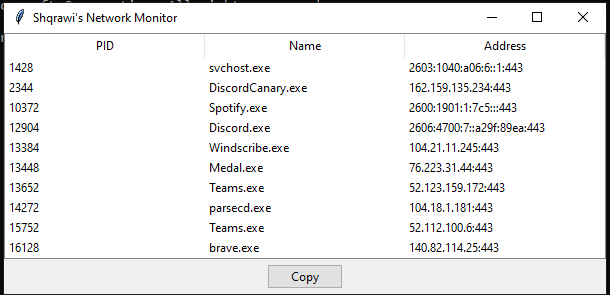 Shqrawi's Network Monitor
PID Name Address
1428 svchost.exe 2603:1040:a06:6::1:443
2344 DiscordCanary.exe 162.159.135.234:443
10372 Spotify.exe 2600:1901:1:7c5:::443
12904 Discord.exe 2606:4700:7::a29f:89ea:443
13384 Windscribe.exe 104.21.11.245:443
13448 Medal.exe 76.223.31.44:443
13652 Teams.exe 52.123.159.172:443
14272 parsecd.exe 104.18.1.181:443
15752 Teams.exe 52.112.100.6:443
16128 brave.exe 140.82.114.25:443
Copy